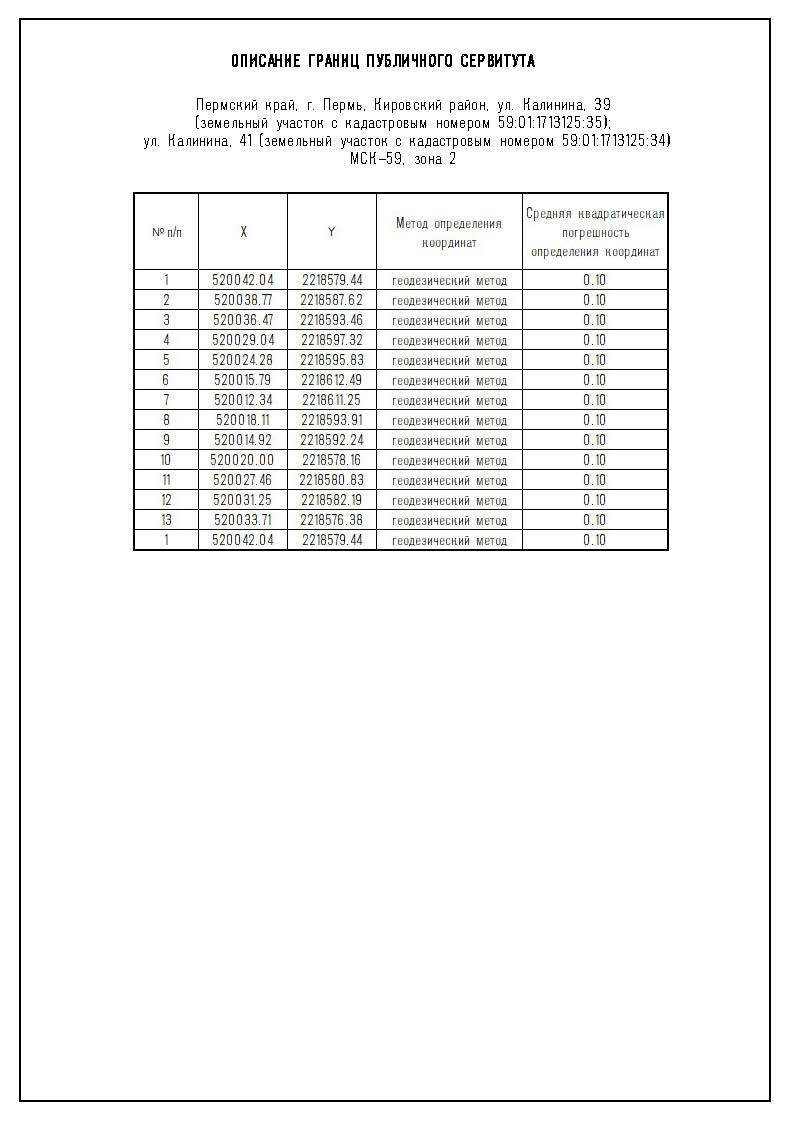 ОПИСАНИЕ ГРАНИЦ ПУБЛИЧНОГО СЕРВИТУТА
Пермский край, г. Пермь, Кировский район, ул. Калинина, 39
(земельный участок с кадастровым номером 59:01:1713125:35);
ул. Калинина, 41 (земельный участок с кадастровым номером 59:01:1713125:34)
МСК-59, зона 2
№ п/п X Y Метод определения координат Средняя квадратическая погрешность определения координат
1 520042.04 2218579.44 геодезический метод 0.10
2 520038.77 2218587.62 геодезический метод 0.10
3 520036.47 2218593.46 геодезический метод 0.10
4 520029.04 2218597.32 геодезический метод 0.10
5 520024.28 2218595.83 геодезический метод 0.10
6 520015.79 2218612.49 геодезический метод 0.10
7 520012.34 2218611.25 геодезический метод 0.10
8 520018.11 2218593.91 геодезический метод 0.10
9 520014.92 2218592.24 геодезический метод 0.10
10 520020.00 2218578.16 геодезический метод 0.10
11 520027.46 2218580.83 геодезический метод 0.10
12 520031.25 2218582.19 геодезический метод 0.10
13 520033.71 2218576.38 геодезический метод 0.10
1 520042.04 2218579.44 геодезический метод 0.10